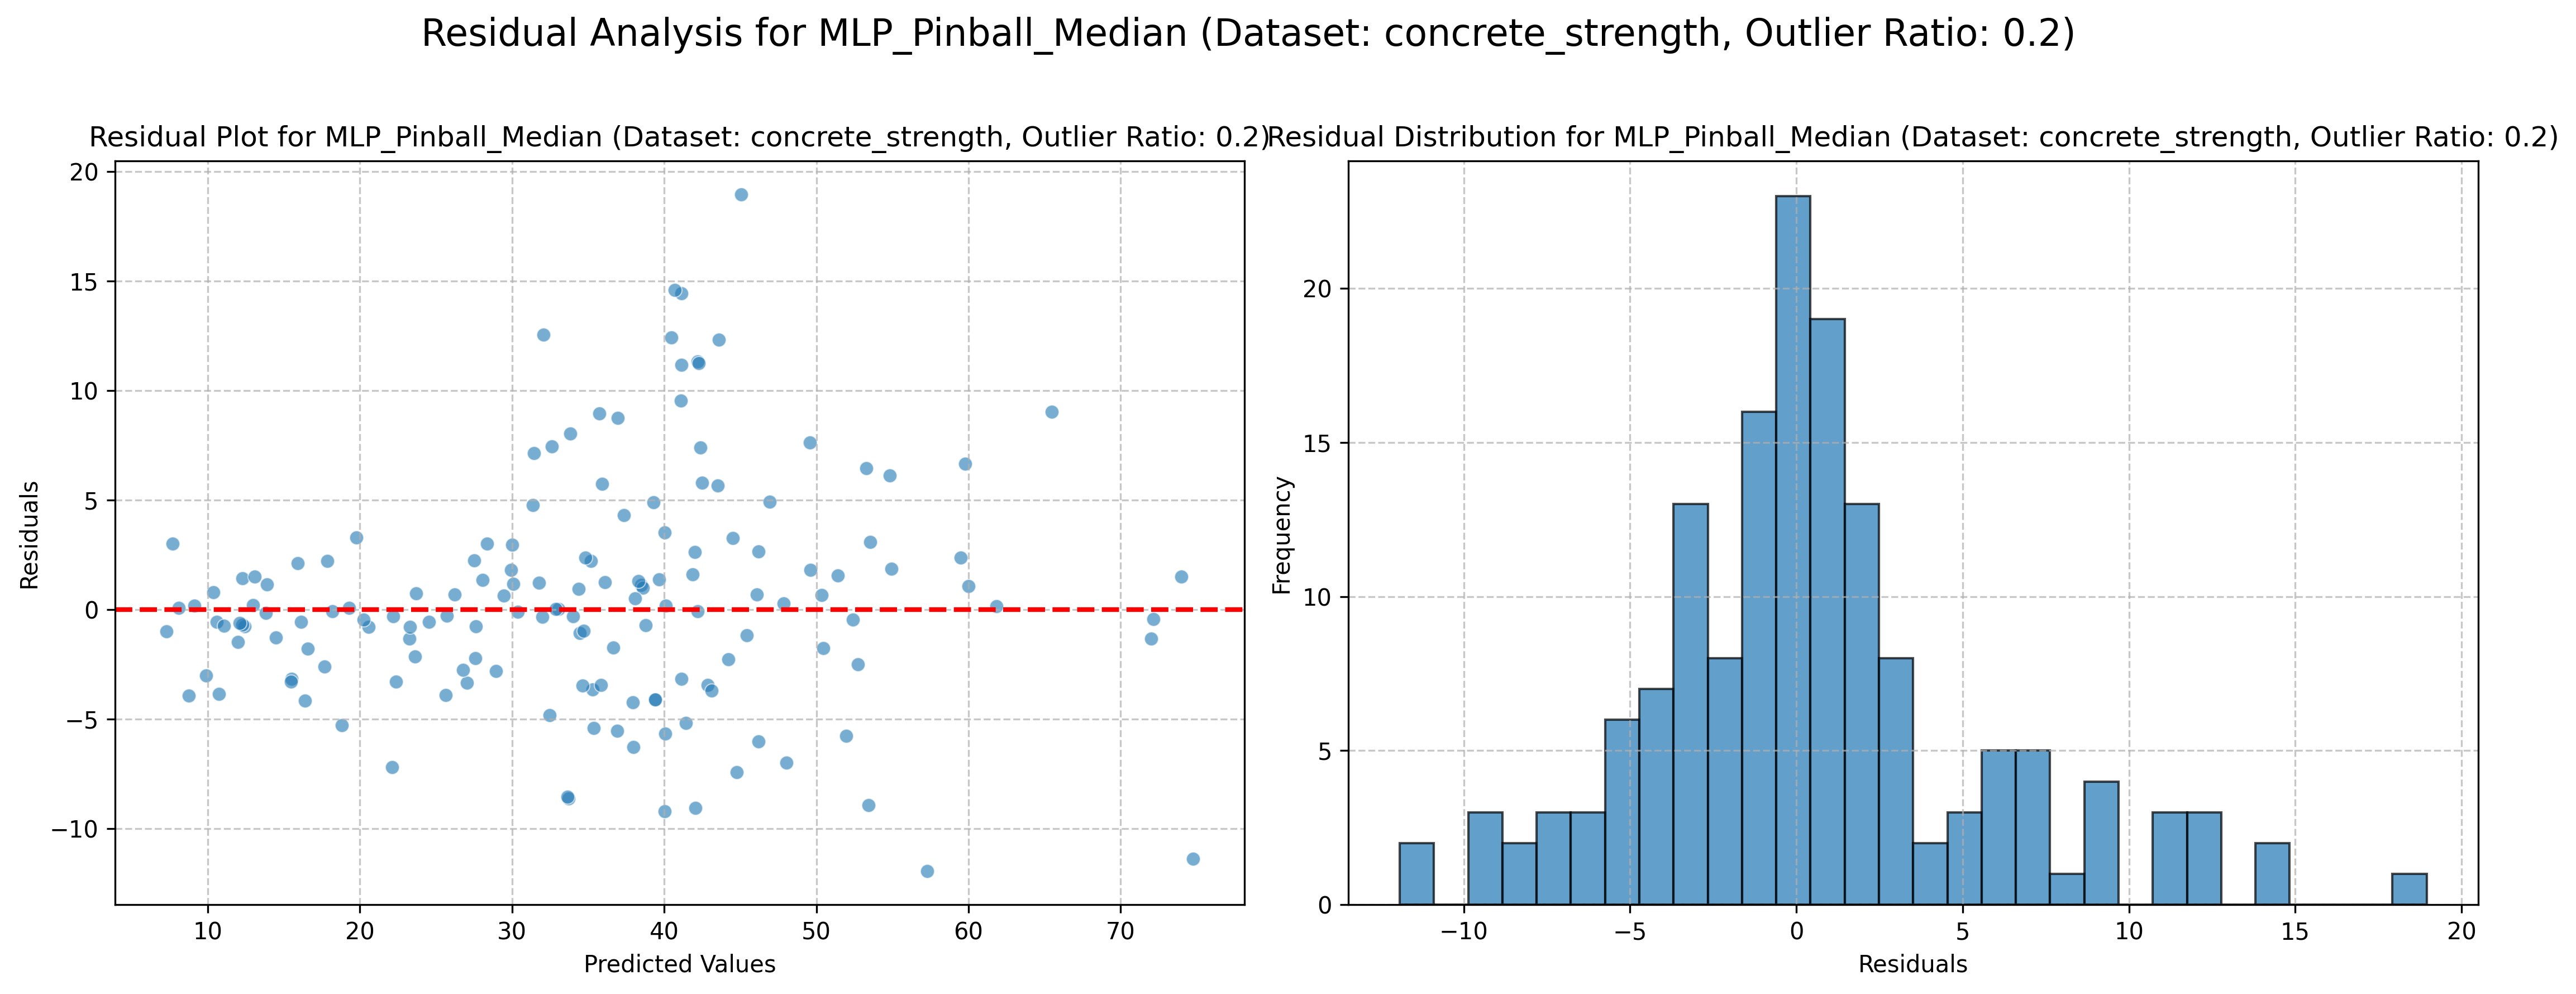 Residual Analysis for MLP_Pinball_Median (Dataset: concrete_strength, Outlier Ratio: 0.2)
Residual Plot for MLP_Pinball_Median (Dataset: concrete_strength, Outlier Ratio: 0.2)
20
15
10
5
0
−5
−10
Residuals
10 20 30 40 50 60 70
Predicted Values
Residual Distribution for MLP_Pinball_Median (Dataset: concrete_strength, Outlier Ratio: 0.2)
20
15
10
5
0
Frequency
−10 −5 0 5 10 15 20
Residuals